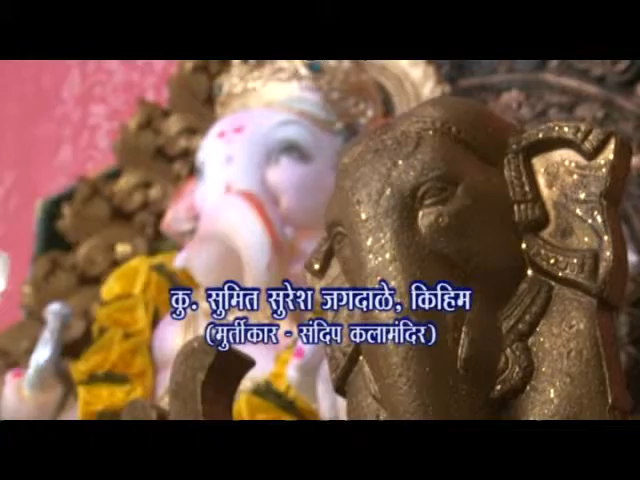 कु. सुमित सुरेश जगदाळे, किहिम
(मुर्तीकार - संदिप कलामंदिर)